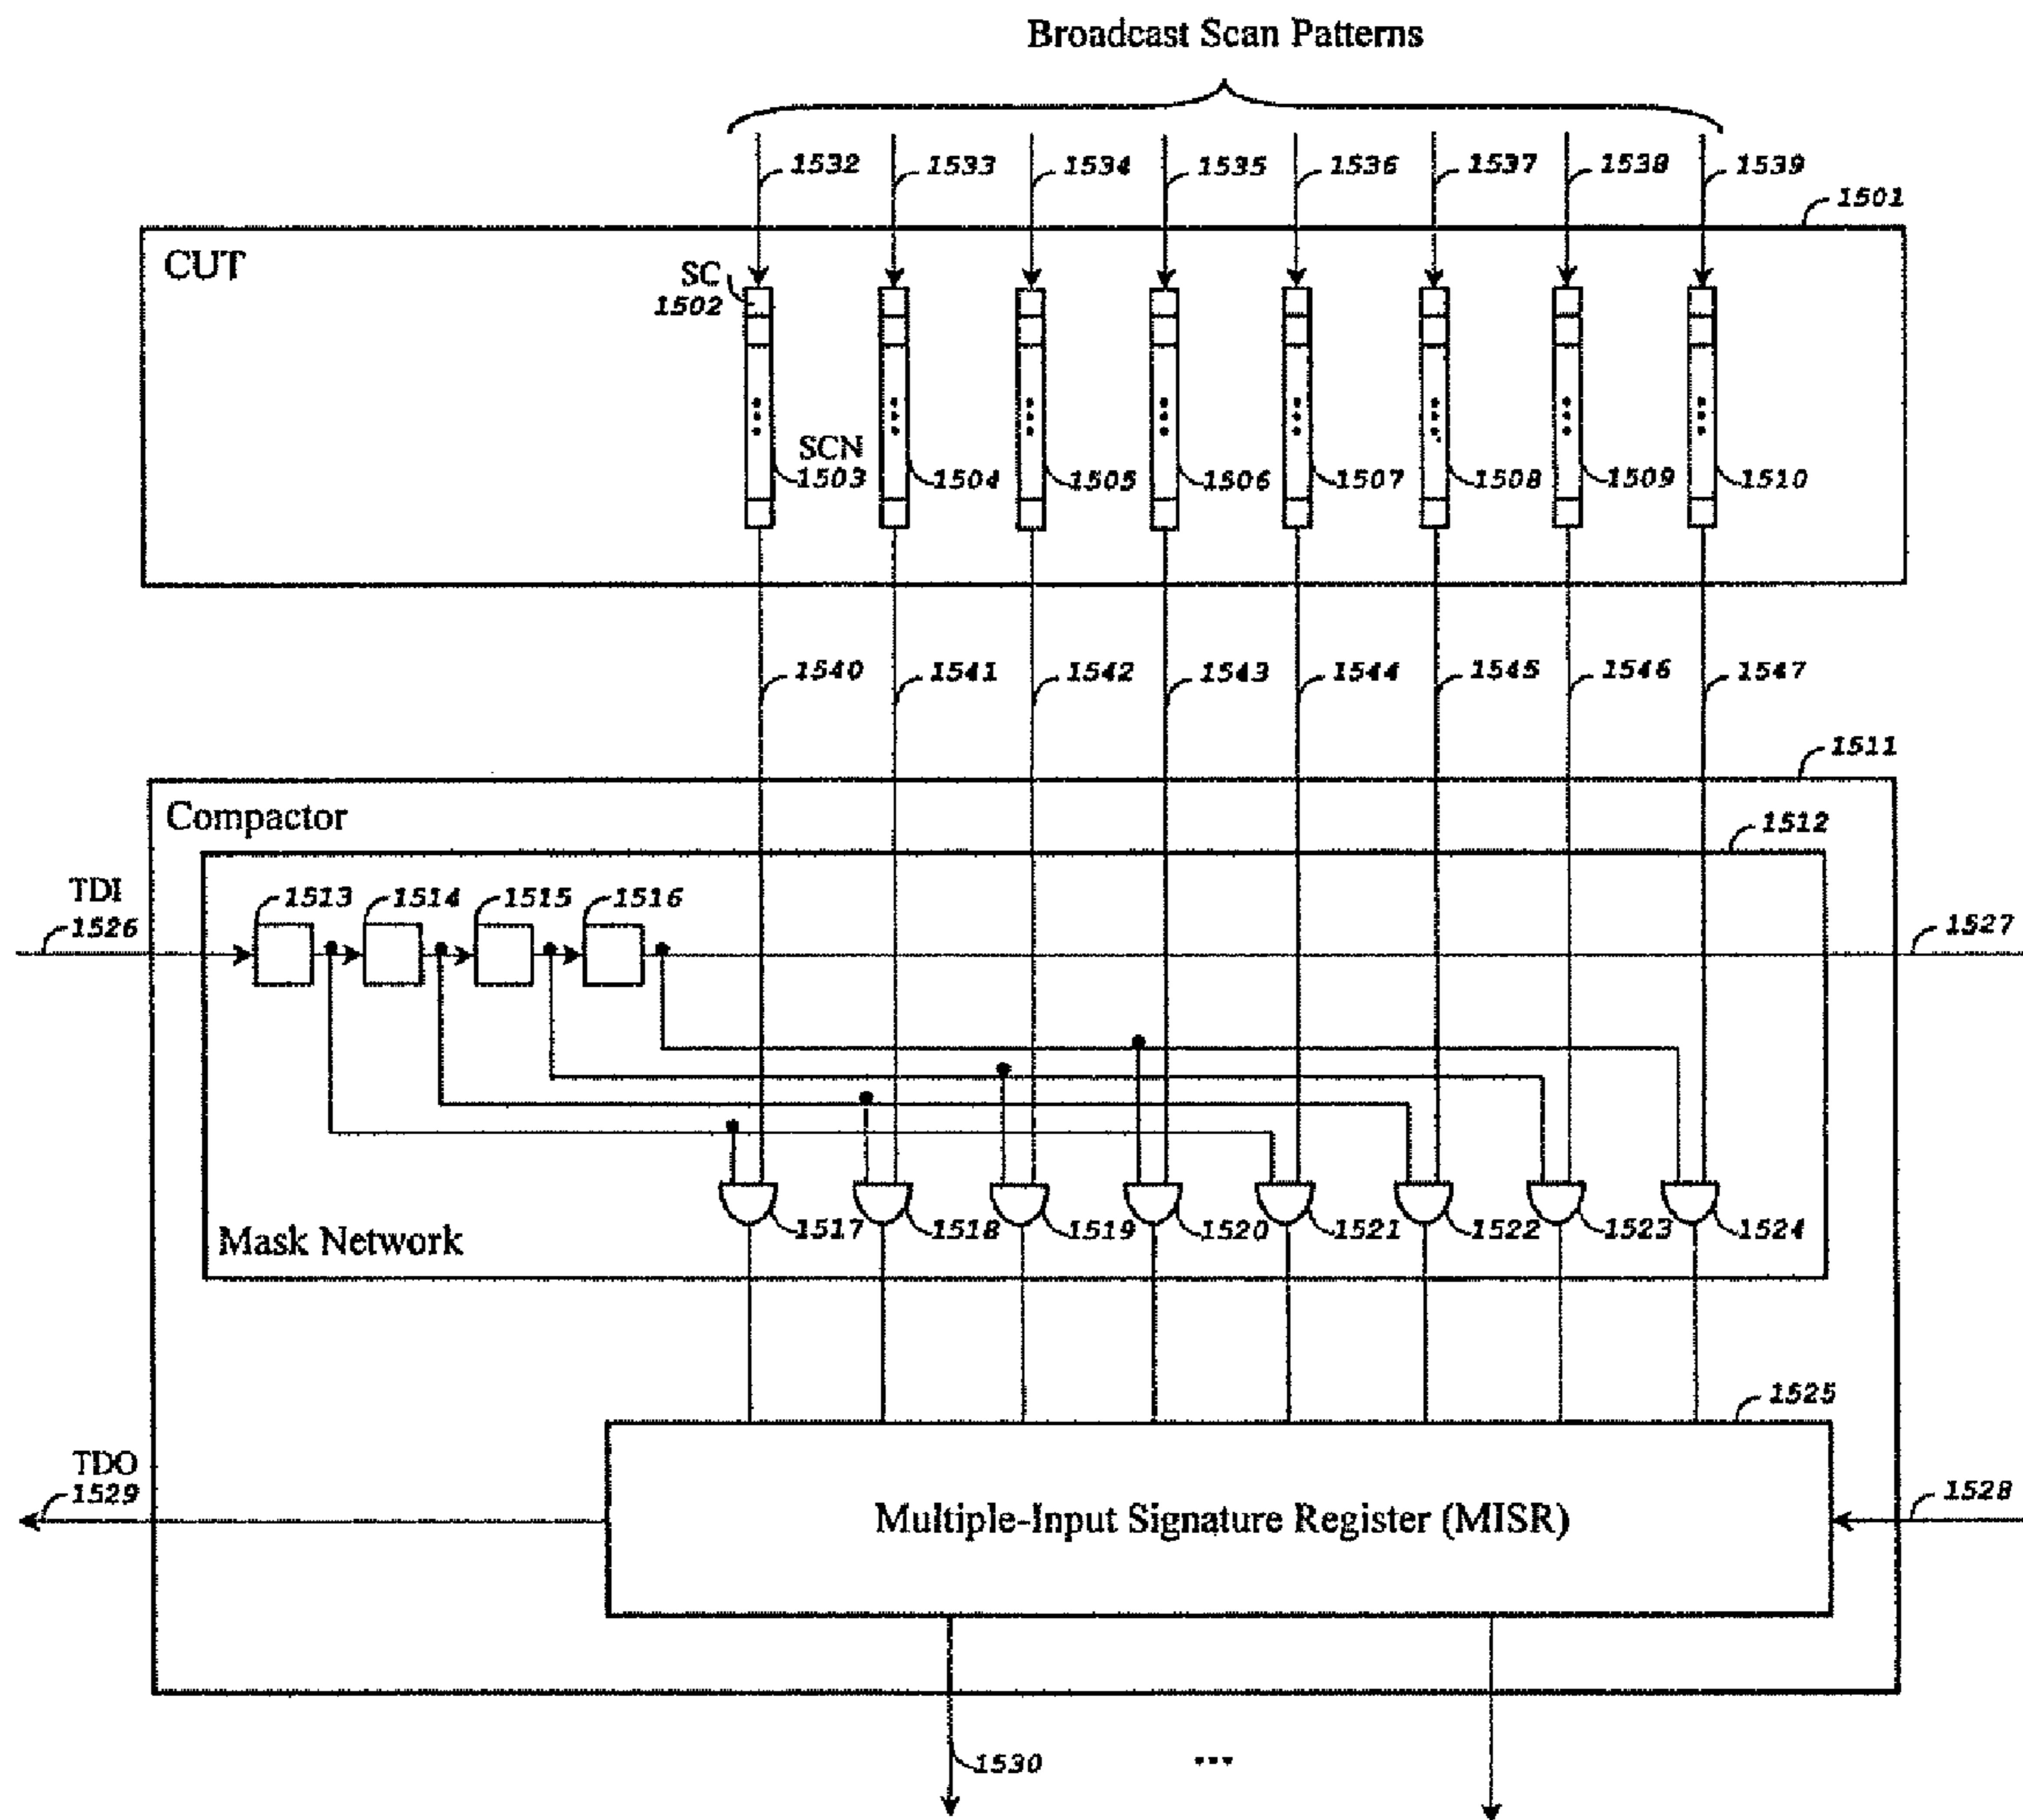 Broadcast Scan Patterns
1532 1533 1534 1535 1536 1537 1538 1539
1501
CUT
SC
1502
SCN
1503 1504 1505 1506 1507 1508 1509 1510
1540 1541 1542 1543 1544 1545 1546 1547
1511
Compactor
1512
TDI
1526
1513 1514 1515 1516
1527
1517 1518 1519 1520 1521 1522 1523 1524
Mask Network
1525
TDO
1529
Multiple-Input Signature Register (MISR)
1528
1530
...